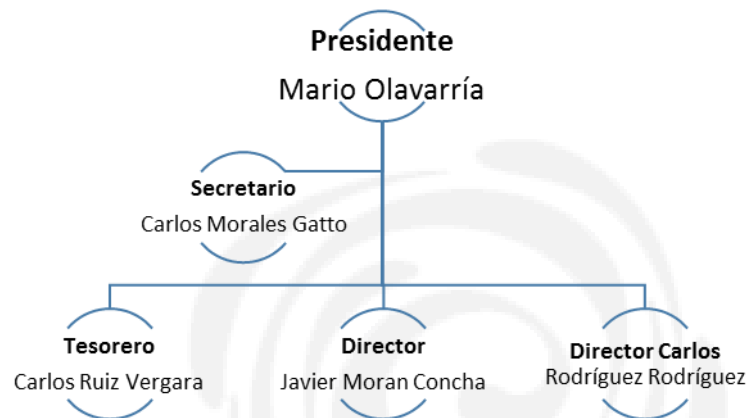 Presidente
Mario Olavarría
Secretario
Carlos Morales Gatto
Tesorero
Carlos Ruiz Vergara
Director
Javier Moran Concha
Director Carlos
Rodríguez Rodríguez